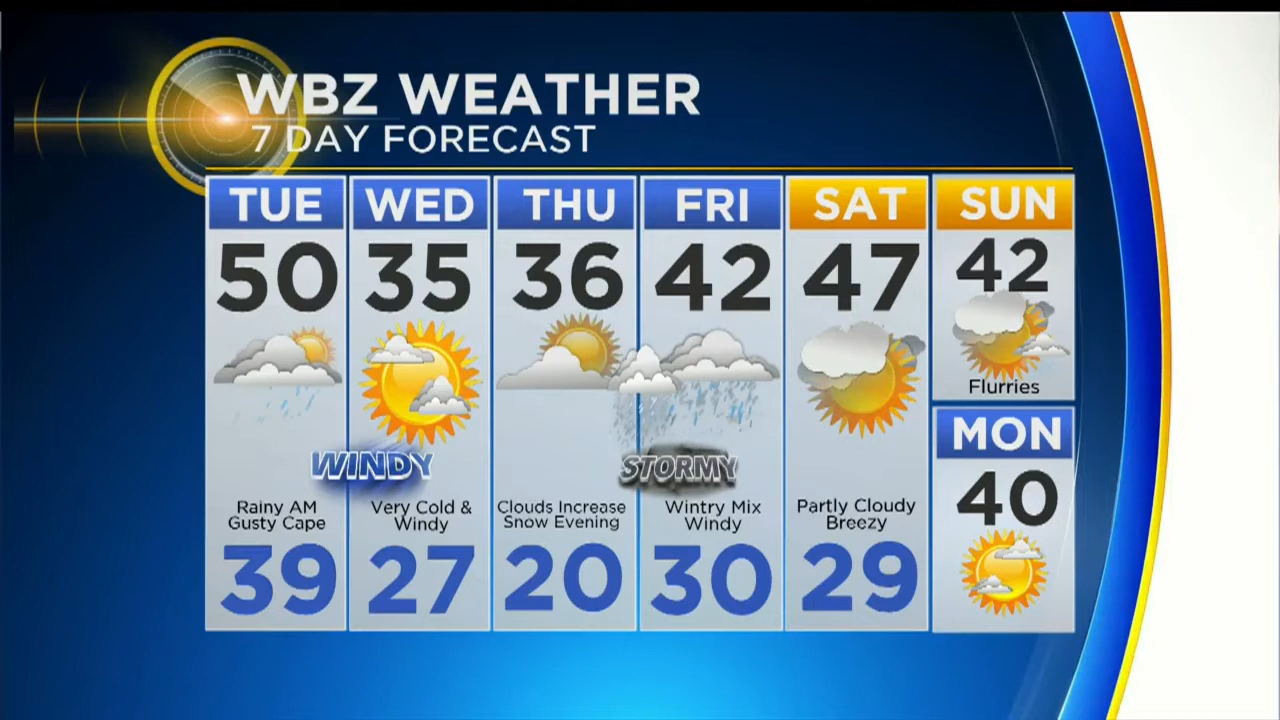 WBZ WEATHER
7 DAY FORECAST
TUE
50
Rainy AM
Gusty Cape
39
WINDY
WED
35
Very Cold &
Windy
27
THU
36
Clouds Increase
Snow Evening
20
STORMY
FRI
42
Wintry Mix
Windy
30
SAT
47
Partly Cloudy
Breezy
29
SUN
42
Flurries
MON
40